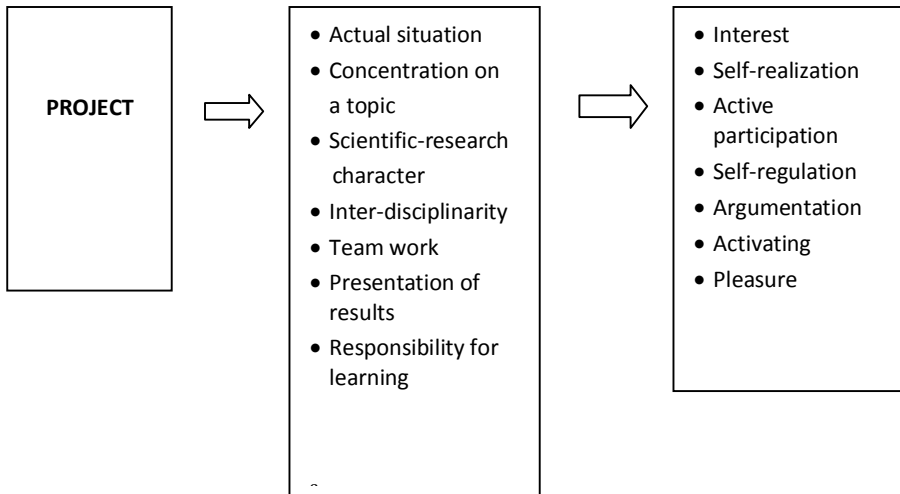 PROJECT
• Actual situation
• Concentration on
a topic
• Scientific-research
character
• Inter-disciplinarity
• Team work
• Presentation of
results
• Responsibility for
learning
• Interest
• Self-realization
• Active
participation
• Self-regulation
• Argumentation
• Activating
• Pleasure